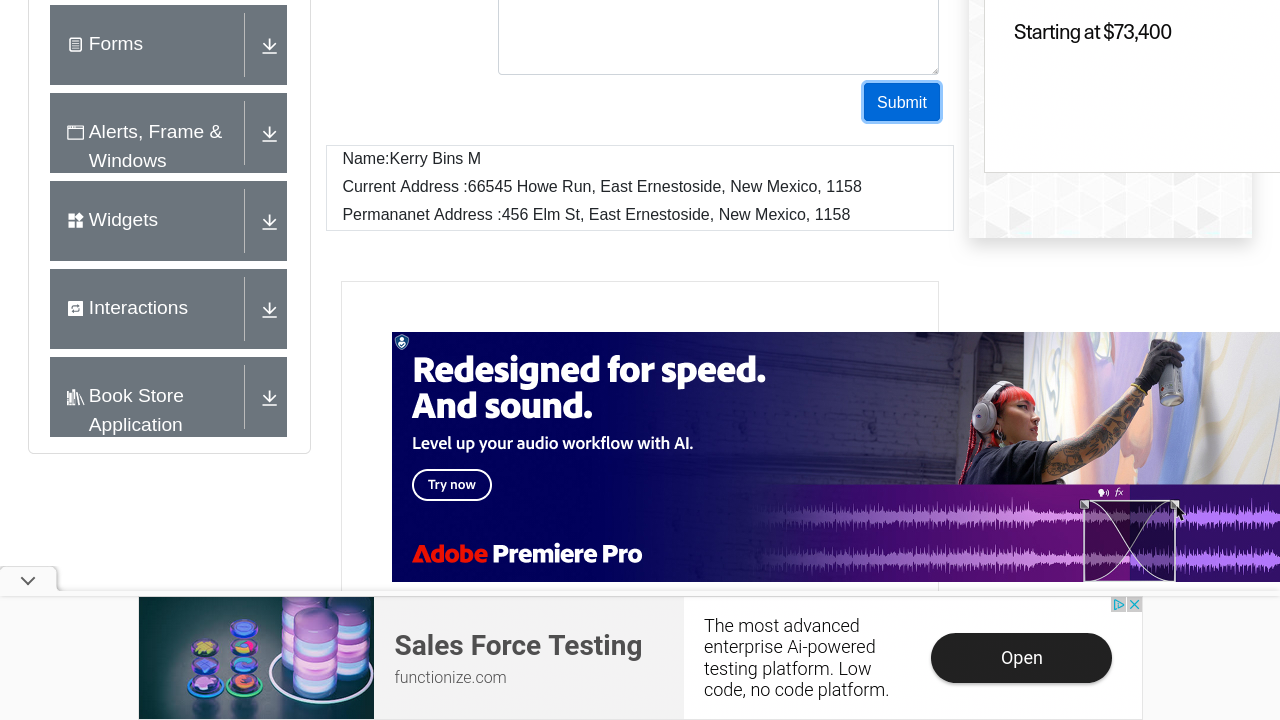 Forms
Alerts, Frame &
Windows
Widgets
Interactions
Book Store
Application
Submit
Name:Kerry Bins M
Current Address :66545 Howe Run, East Ernestoside, New Mexico, 1158
Permananet Address :456 Elm St, East Ernestoside, New Mexico, 1158
Starting at $73,400
Redesigned for speed.
And sound.
Level up your audio workflow with AI.
Try now
fx
Adobe Premiere Pro
Sales Force Testing
functionize.com
The most advanced
enterprise Ai-powered
testing platform. Low
code, no code platform.
Open